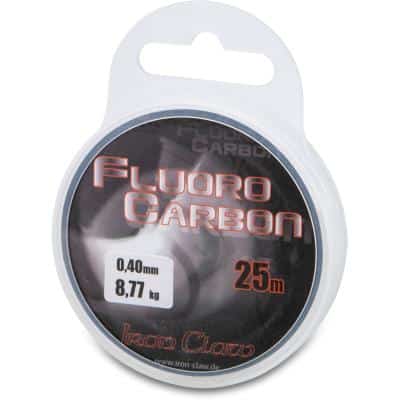 FLUORO
CARBON
FLUORO
CARBON
0,40mm
8,77 kg
25m
Iron Claw
www.iron-claw.de